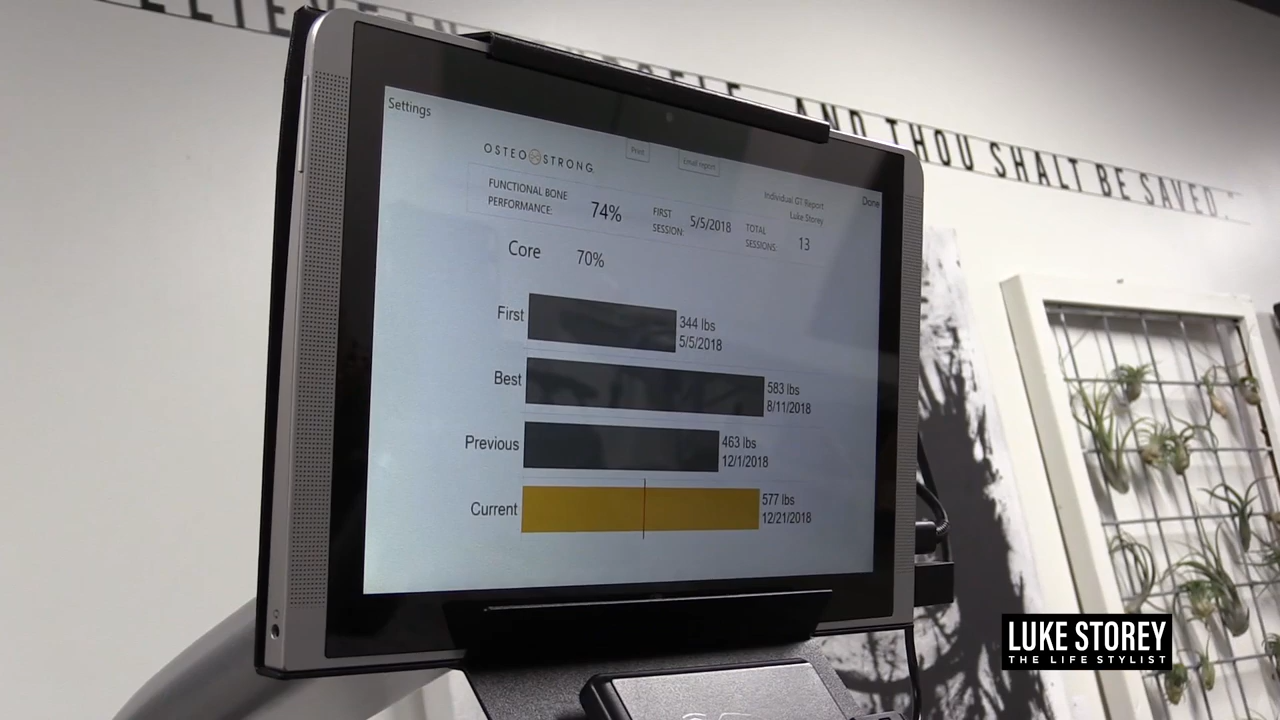 BELIEVE IN THYSELF, AND THOU SHALT BE SAVED."
Settings
OSTEOSTRONG
Print
Email report
Individual GT Report
Luke Storey
Done
FUNCTIONAL BONE
PERFORMANCE:
74%
FIRST
SESSION:
5/5/2018
TOTAL
SESSIONS:
13
Core 70%
First
344 lbs
5/5/2018
Best
583 lbs
8/11/2018
Previous
463 lbs
12/1/2018
Current
577 lbs
12/21/2018
LUKE STOREY
THE LIFE STYLIST